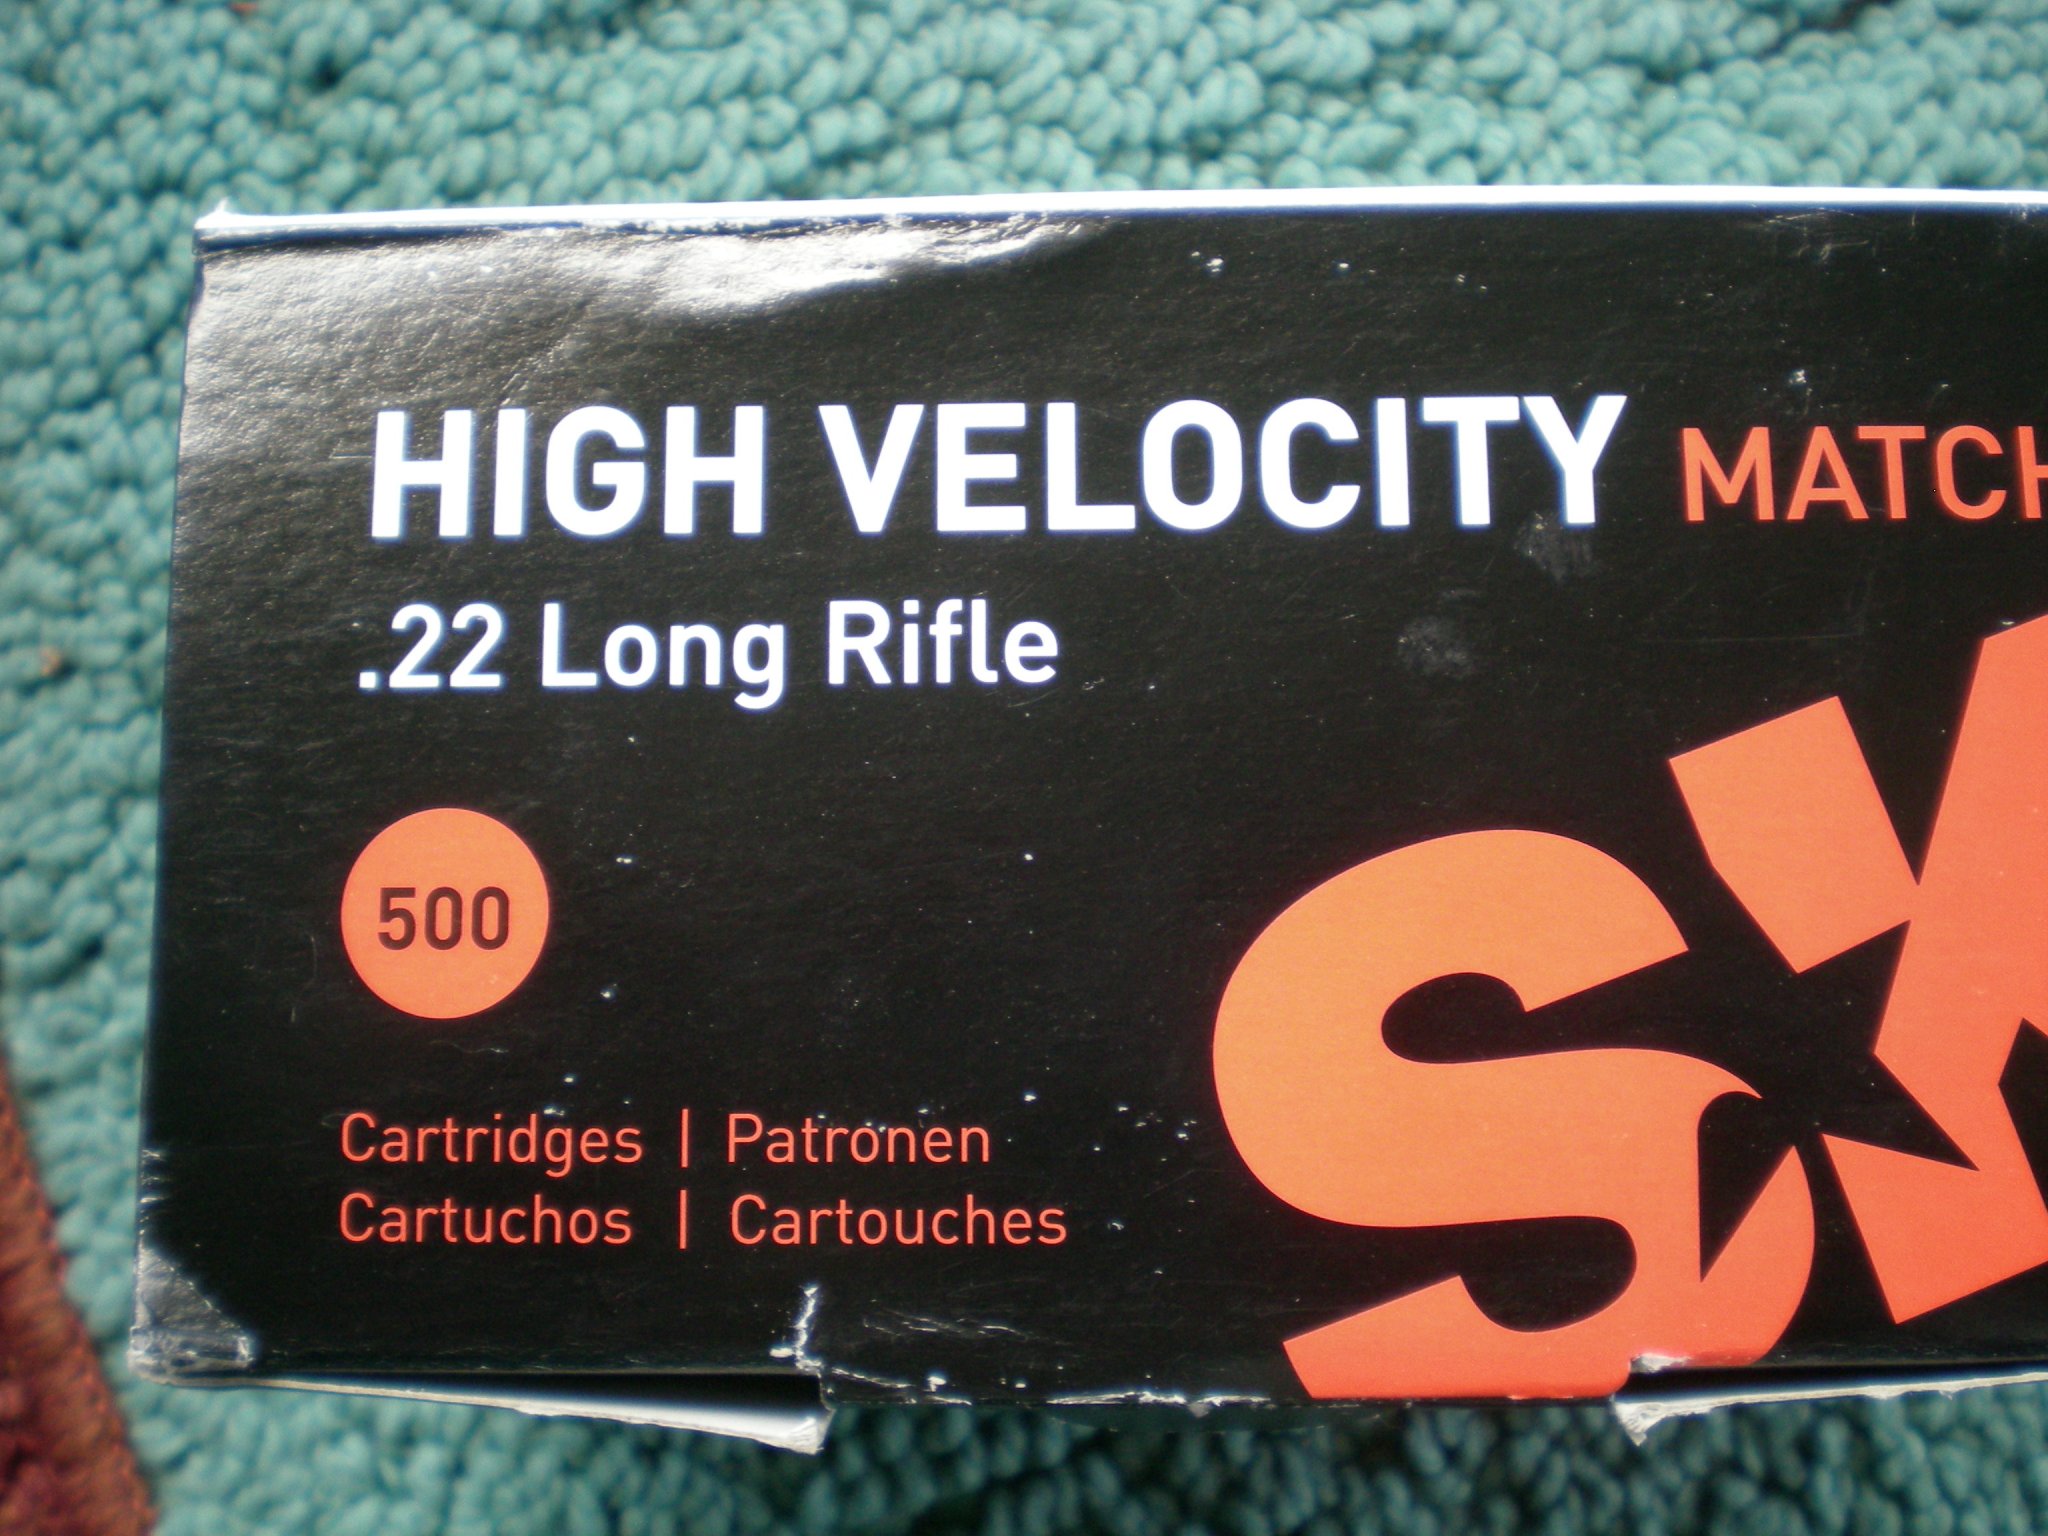 HIGH VELOCITY MATCH
.22 Long Rifle
500
Cartridges | Patronen
Cartuchos | Cartouches